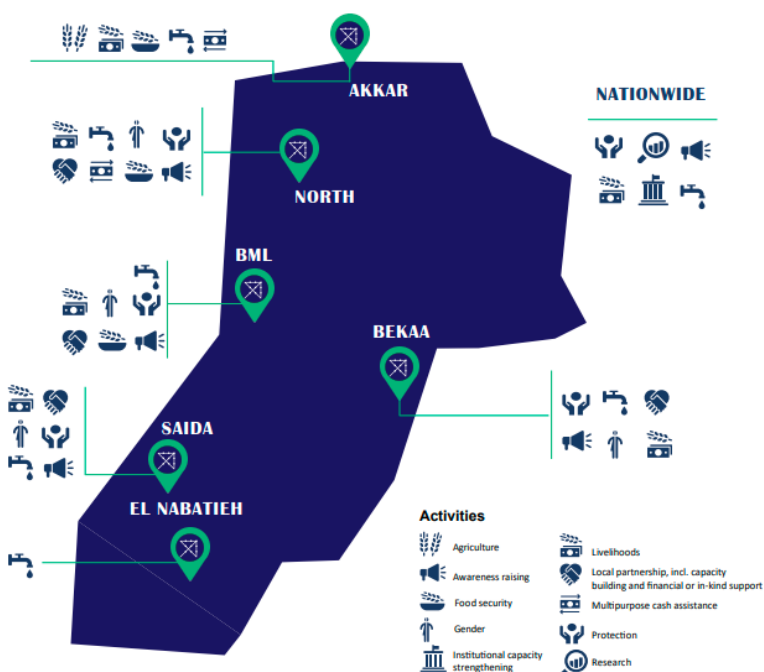 AKKAR
NATIONWIDE
NORTH
BML
BEKAA
SAIDA
EL NABATIEH
Activities
Agriculture
Awareness raising
Food security
Gender
Institutional capacity
strengthening
Livelihoods
Local partnership, incl. capacity
building and financial or in-kind support
Multipurpose cash assistance
Protection
Research